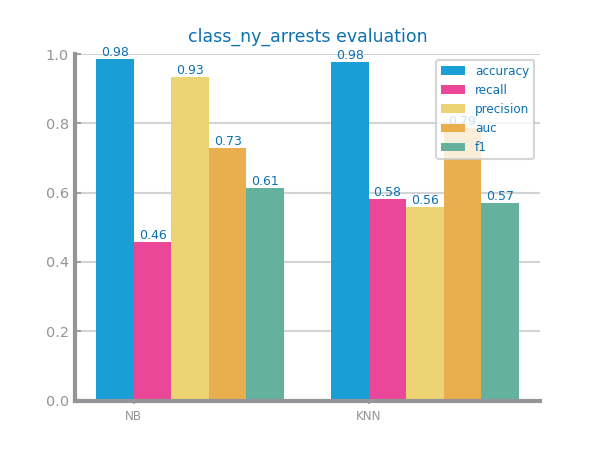 class_ny_arrests evaluation
1.0
0.8
0.6
0.4
0.2
0.0
0.98
0.46
0.93
0.73
0.61
0.98
0.58
0.56
0.79
0.57
accuracy
recall
precision
auc
f1
NB
KNN